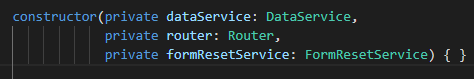 constructor(private dataService: DataService,
private router: Router,
private formResetService: FormResetService) { }